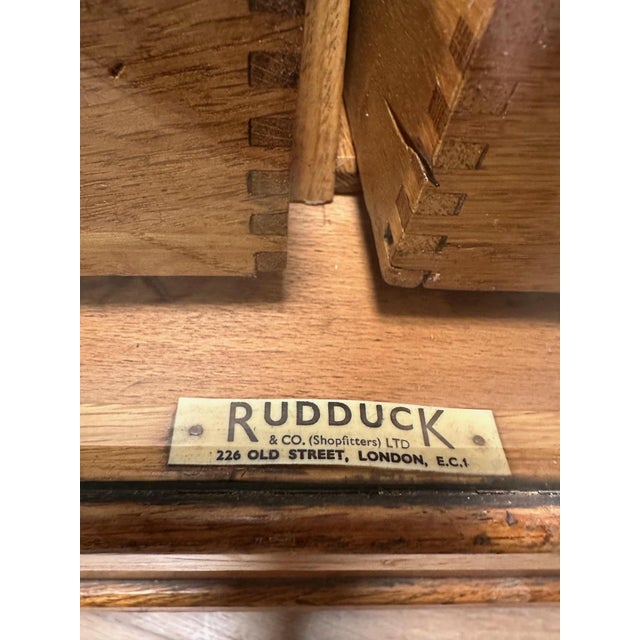 RUDDUCK
& CO. (Shopfitters) LTD
226 OLD STREET, LONDON, E.C.1